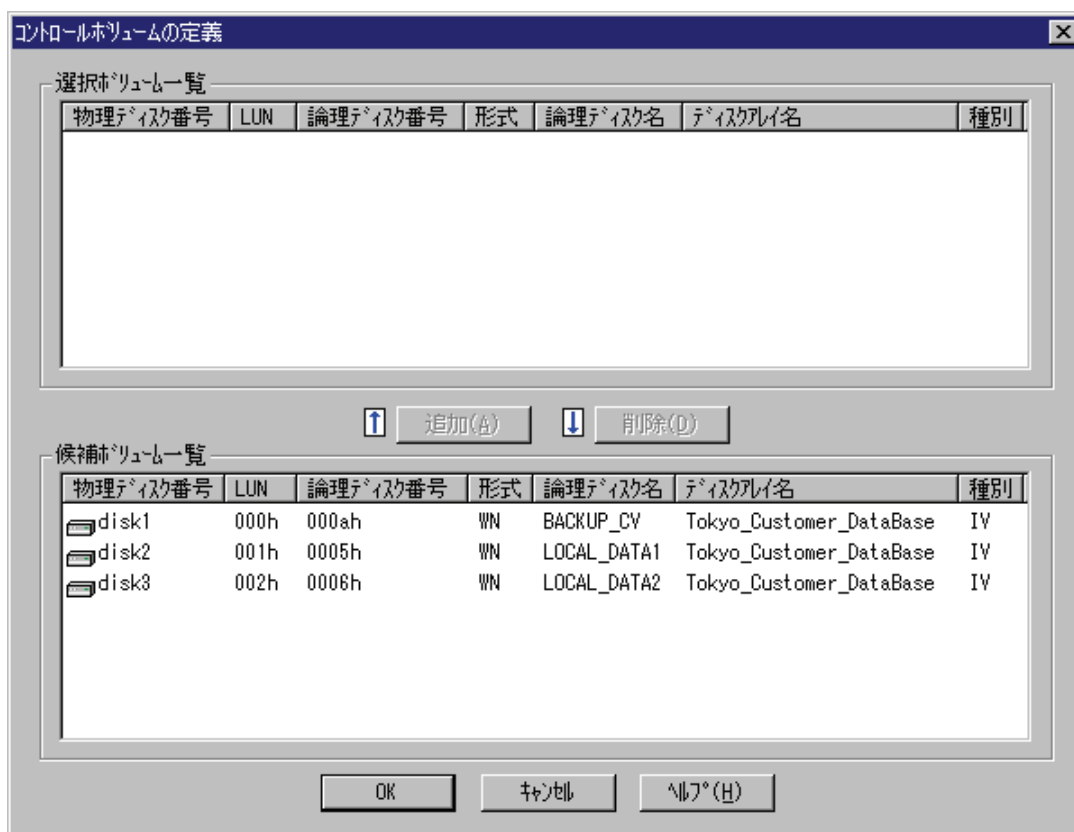 コントロールボリュームの定義
選択ボリューム一覧
物理ディスク番号 LUN 論理ディスク番号 形式 論理ディスク名 ディスクアレイ名 種別
追加(A) 削除(D)
候補ボリューム一覧
物理ディスク番号 LUN 論理ディスク番号 形式 論理ディスク名 ディスクアレイ名 種別
disk1 000h 000ah WN BACKUP_CV Tokyo_Customer_DataBase IV
disk2 001h 0005h WN LOCAL_DATA1 Tokyo_Customer_DataBase IV
disk3 002h 0006h WN LOCAL_DATA2 Tokyo_Customer_DataBase IV
OK キャンセル ヘルプ(H)